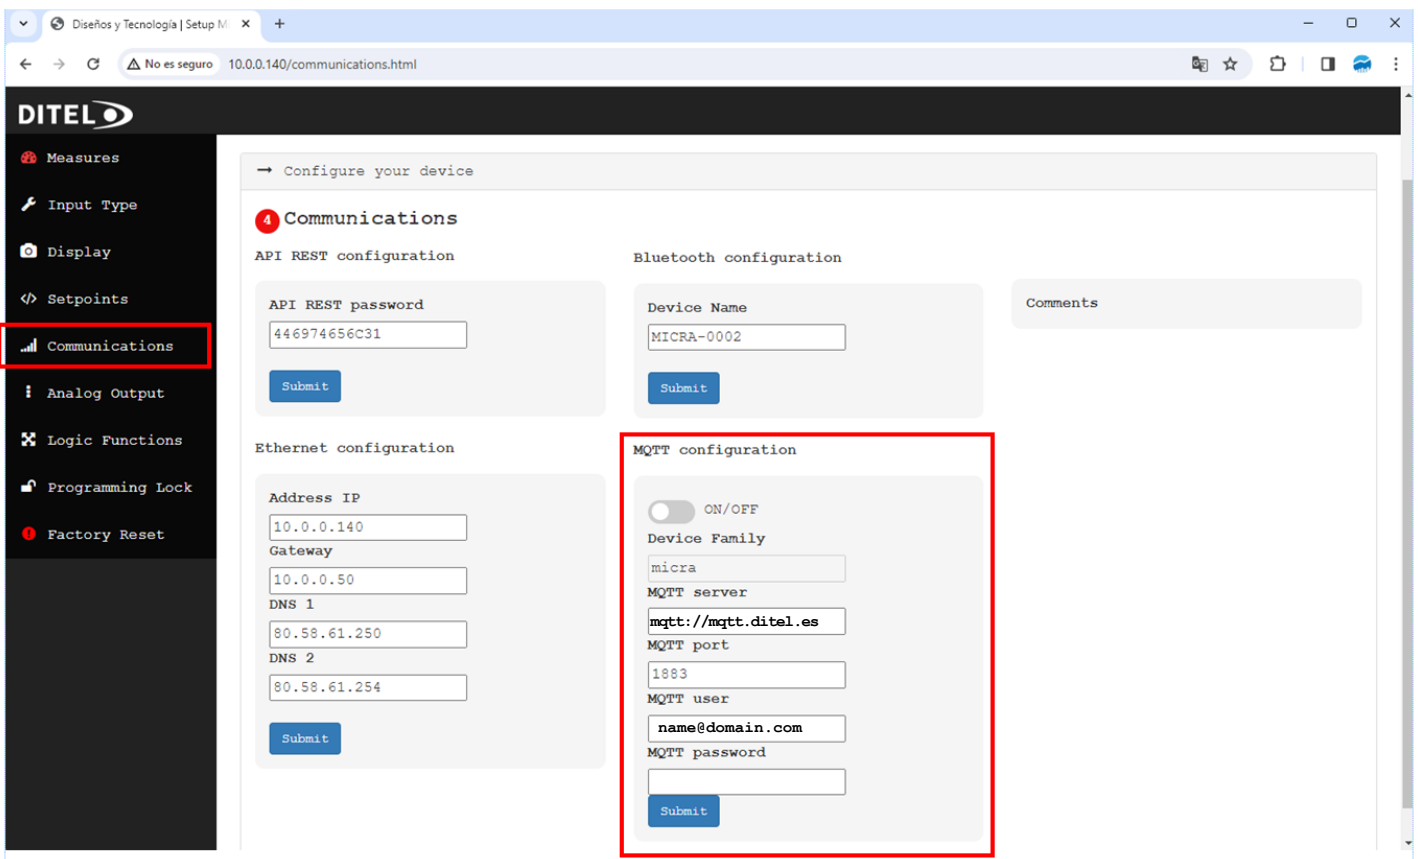 Diseños y Tecnología | Setup M
No es seguro
10.0.0.140/communications.html
DITEL
Measures
Input Type
Display
Setpoints
Communications
Analog Output
Logic Functions
Programming Lock
Factory Reset
→ Configure your device
4 Communications
API REST configuration
API REST password
446974656C31
Submit
Bluetooth configuration
Device Name
MICRA-0002
Submit
Comments
Ethernet configuration
Address IP
10.0.0.140
Gateway
10.0.0.50
DNS 1
80.58.61.250
DNS 2
80.58.61.254
Submit
MQTT configuration
ON/OFF
Device Family
micra
MQTT server
mqtt://mqtt.ditel.es
MQTT port
1883
MQTT user
name@domain.com
MQTT password
Submit